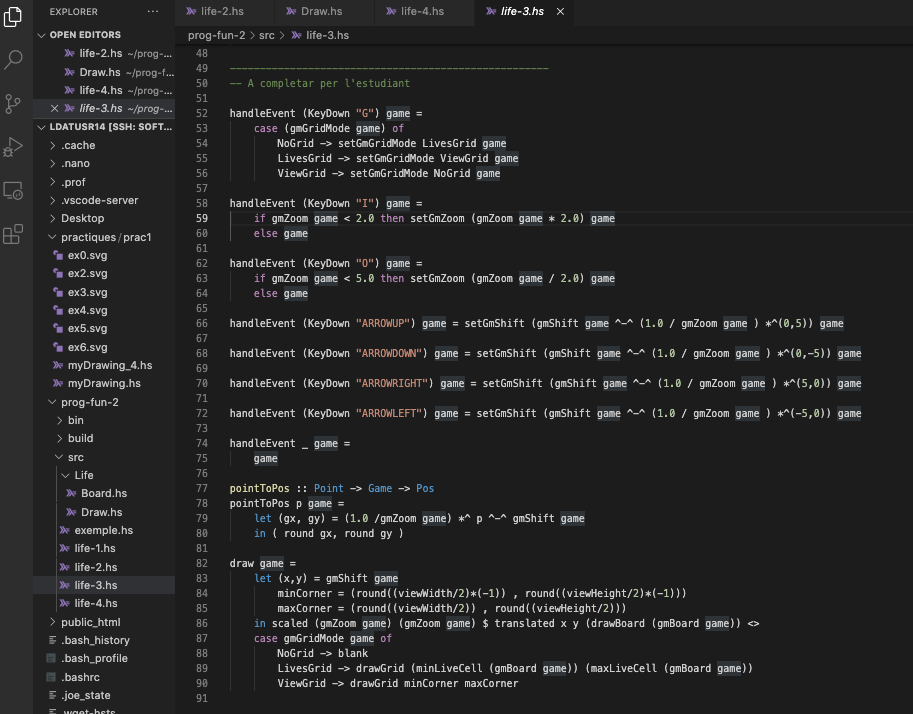 EXPLORER ···
OPEN EDITORS
life-2.hs ~/prog-...
Draw.hs ~/prog-f...
life-4.hs ~/prog-...
life-3.hs ~/prog-...
LDATUSR14 [SSH: SOFT...
.cache
.nano
.prof
.vscode-server
Desktop
practiques/prac1
ex0.svg
ex2.svg
ex3.svg
ex4.svg
ex5.svg
ex6.svg
myDrawing_4.hs
myDrawing.hs
prog-fun-2
bin
build
src
Life
Board.hs
Draw.hs
exemple.hs
life-1.hs
life-2.hs
life-3.hs
life-4.hs
public_html
.bash_history
.bash_profile
.bashrc
.joe_state
.wget-hsts
life-2.hs Draw.hs life-4.hs life-3.hs
prog-fun-2 > src > life-3.hs
48
49 -----------------------------------------------------
50 -- A completar per l'estudiant
51
52 handleEvent (KeyDown "G") game =
53 case (gmGridMode game) of
54 NoGrid -> setGmGridMode LivesGrid game
55 LivesGrid -> setGmGridMode ViewGrid game
56 ViewGrid -> setGmGridMode NoGrid game
57
58 handleEvent (KeyDown "I") game =
59 if gmZoom game < 2.0 then setGmZoom (gmZoom game * 2.0) game
60 else game
61
62 handleEvent (KeyDown "O") game =
63 if gmZoom game < 5.0 then setGmZoom (gmZoom game / 2.0) game
64 else game
65
66 handleEvent (KeyDown "ARROWUP") game = setGmShift (gmShift game ^-^ (1.0 / gmZoom game ) *^(0,5)) game
67
68 handleEvent (KeyDown "ARROWDOWN") game = setGmShift (gmShift game ^-^ (1.0 / gmZoom game ) *^(0,-5)) game
69
70 handleEvent (KeyDown "ARROWRIGHT") game = setGmShift (gmShift game ^-^ (1.0 / gmZoom game ) *^(5,0)) game
71
72 handleEvent (KeyDown "ARROWLEFT") game = setGmShift (gmShift game ^-^ (1.0 / gmZoom game ) *^(-5,0)) game
73
74 handleEvent _ game =
75 game
76
77 pointToPos :: Point -> Game -> Pos
78 pointToPos p game =
79 let (gx, gy) = (1.0 /gmZoom game) *^ p ^-^ gmShift game
80 in ( round gx, round gy )
81
82 draw game =
83 let (x,y) = gmShift game
84 minCorner = (round((viewWidth/2)*(-1)) , round((viewHeight/2)*(-1)))
85 maxCorner = (round((viewWidth/2)) , round((viewHeight/2)))
86 in scaled (gmZoom game) (gmZoom game) $ translated x y (drawBoard (gmBoard game)) <>
87 case gmGridMode game of
88 NoGrid -> blank
89 LivesGrid -> drawGrid (minLiveCell (gmBoard game)) (maxLiveCell (gmBoard game))
90 ViewGrid -> drawGrid minCorner maxCorner
91